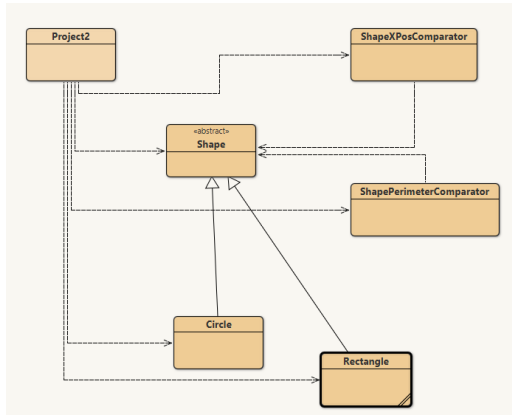 Project2
ShapeXPosComparator
«abstract»
Shape
ShapePerimeterComparator
Circle
Rectangle